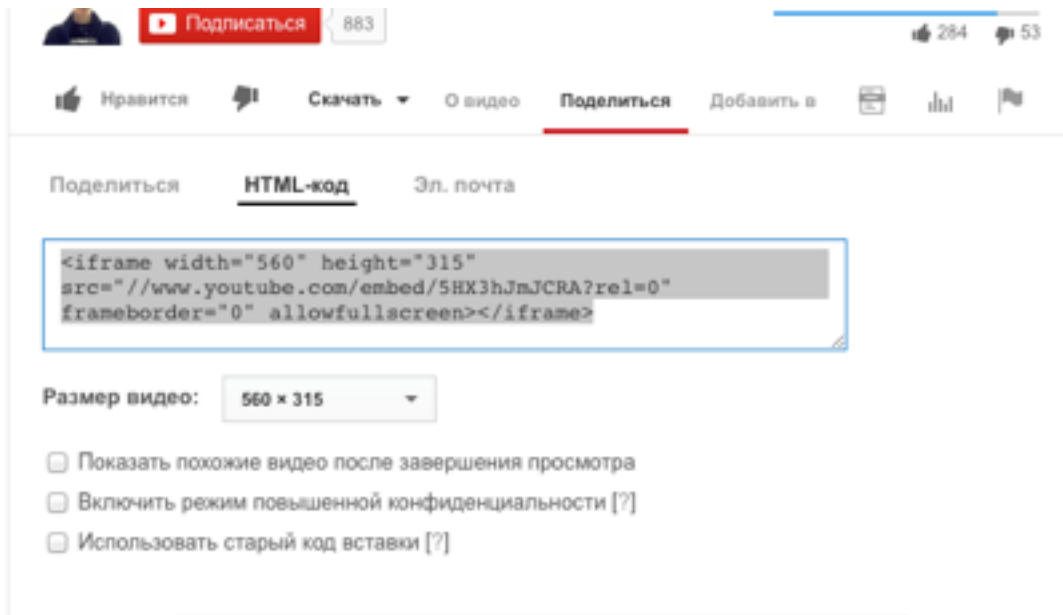 Подписаться 883
284 53
Нравится Скачать О видео Поделиться Добавить в
Поделиться HTML-код Эл. почта
<iframe width="560" height="315"
src="//www.youtube.com/embed/5HX3hJmJCRA?rel=0"
frameborder="0" allowfullscreen></iframe>
Размер видео: 560 × 315
Показать похожие видео после завершения просмотра
Включить режим повышенной конфиденциальности [?]
Использовать старый код вставки [?]